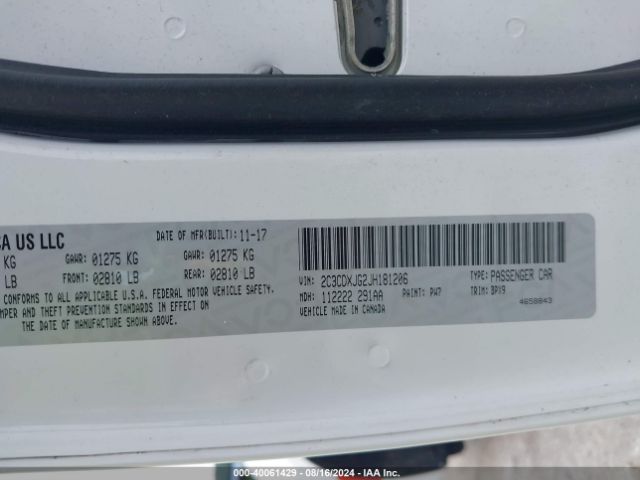 CA US LLC
DATE OF MFR(BUILT): 11-17
KG GAWR: 01275 KG GAWR: 01275 KG
LB FRONT: 02810 LB REAR: 02810 LB
CONFORMS TO ALL APPLICABLE U.S.A. FEDERAL MOTOR VEHICLE SAFETY,
MPER AND THEFT PREVENTION STANDARDS IN EFFECT ON
THE DATE OF MANUFACTURE SHOWN ABOVE.
VIN: 2C3CDXJG2JH181206 TYPE: PASSENGER CAR
MDH: 112222 291AA PAINT: PW7 TRIM: BPX9
VEHICLE MADE IN CANADA 4658843
000-40061429 - 08/16/2024 - IAA Inc.